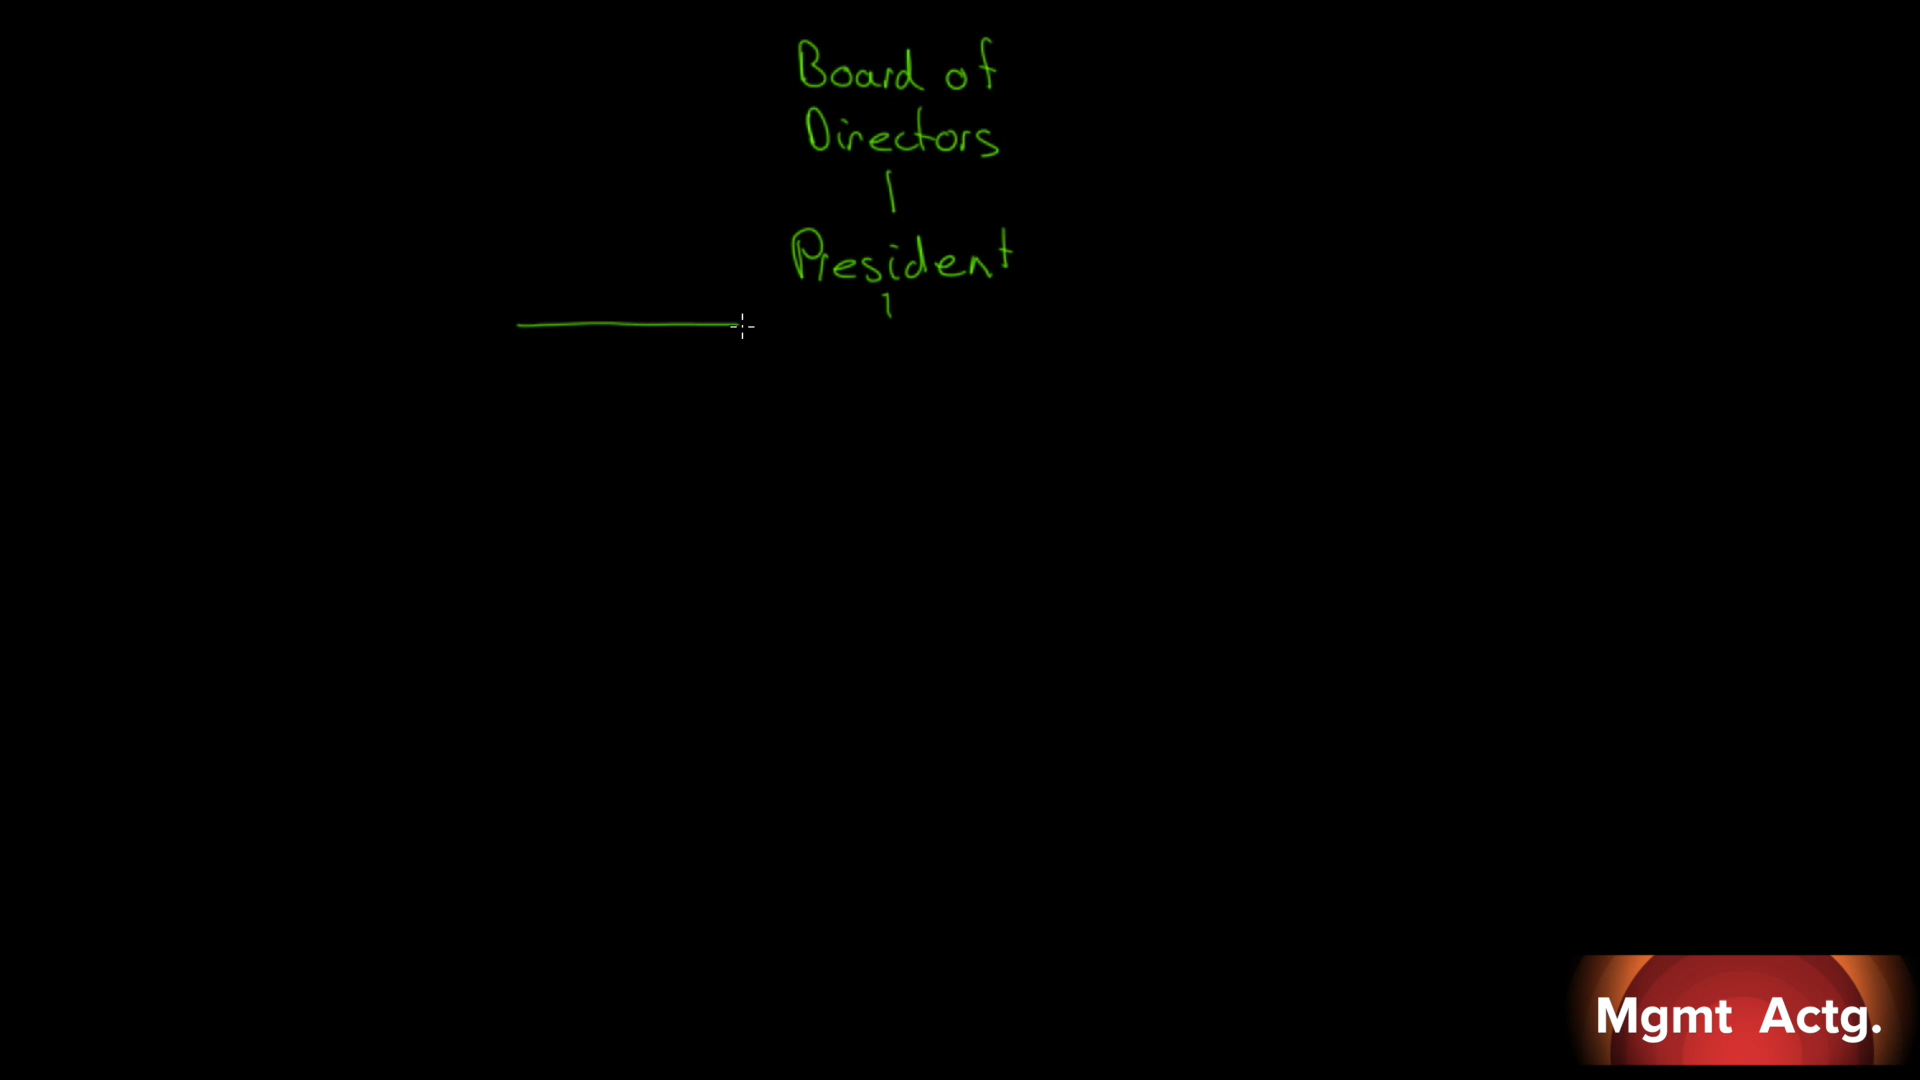 Board of
Directors
President
Mgmt Actg.